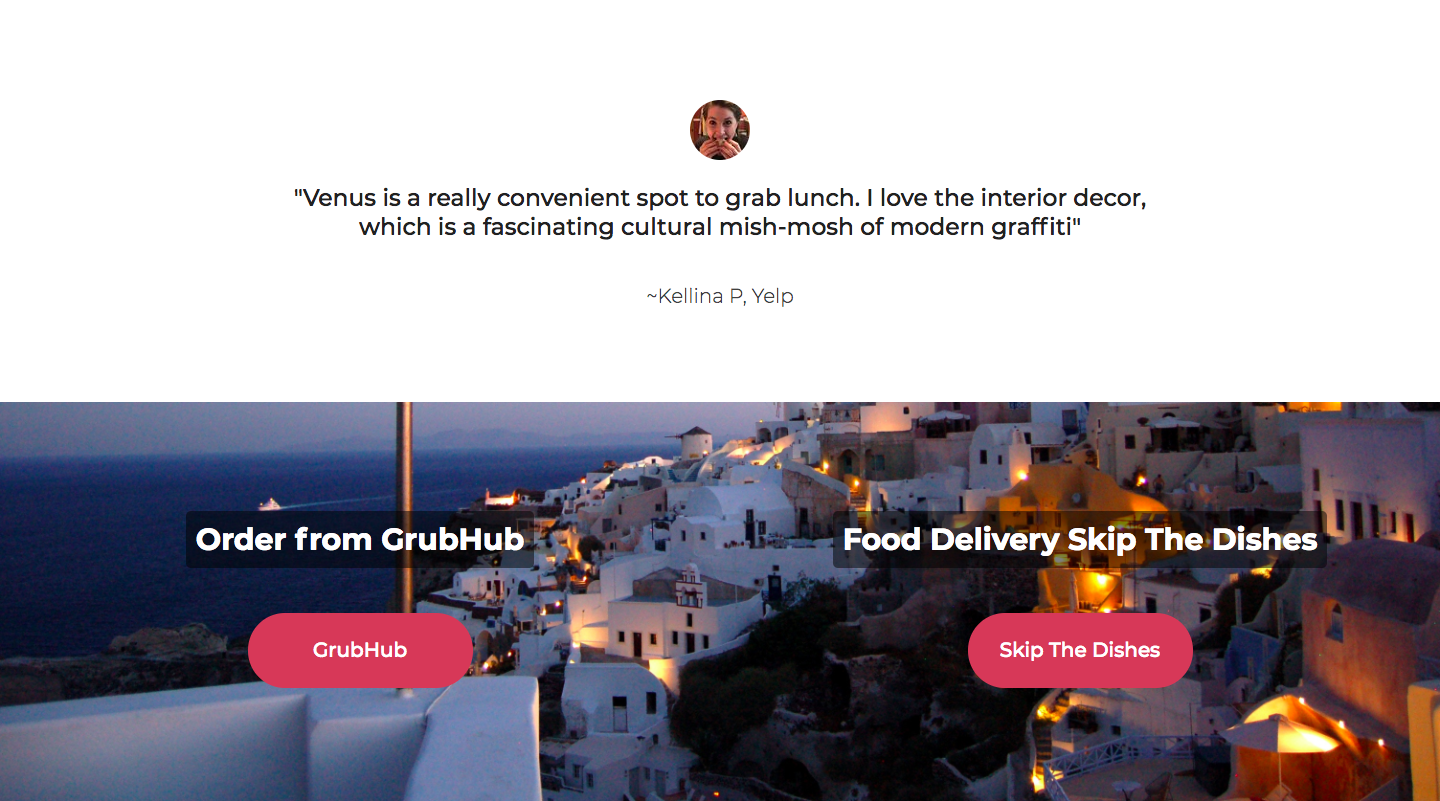 "Venus is a really convenient spot to grab lunch. I love the interior decor,
which is a fascinating cultural mish-mosh of modern graffiti"
~Kellina P, Yelp
Order from GrubHub
Food Delivery Skip The Dishes
GrubHub
Skip The Dishes